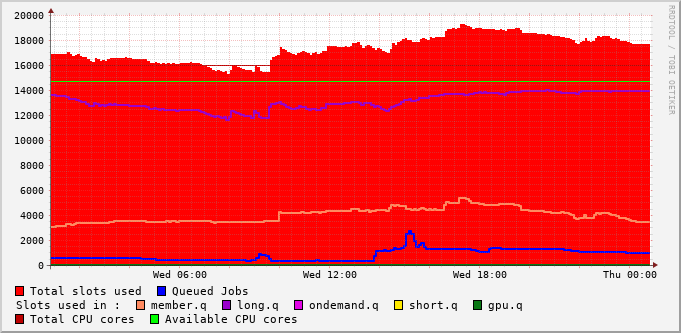 20000
18000
16000
14000
12000
10000
8000
6000
4000
2000
0
Wed 06:00 Wed 12:00 Wed 18:00 Thu 00:00
RRDTOOL / TOBI OETIKER
Total slots used Queued Jobs
Slots used in : member.q long.q ondemand.q short.q gpu.q
Total CPU cores Available CPU cores